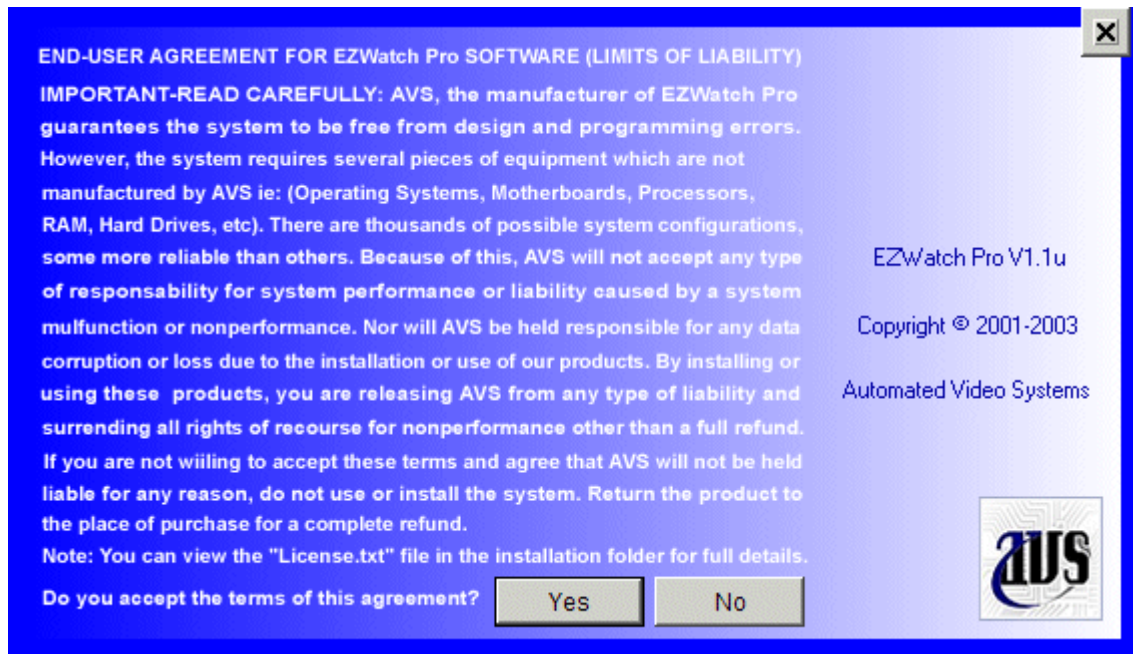 END-USER AGREEMENT FOR EZWatch Pro SOFTWARE (LIMITS OF LIABILITY)
IMPORTANT-READ CAREFULLY: AVS, the manufacturer of EZWatch Pro
guarantees the system to be free from design and programming errors.
However, the system requires several pieces of equipment which are not
manufactured by AVS ie: (Operating Systems, Motherboards, Processors,
RAM, Hard Drives, etc). There are thousands of possible system configurations,
some more reliable than others. Because of this, AVS will not accept any type
of responsability for system performance or liability caused by a system
mulfunction or nonperformance. Nor will AVS be held responsible for any data
corruption or loss due to the installation or use of our products. By installing or
using these  products, you are releasing AVS from any type of liability and
surrending all rights of recourse for nonperformance other than a full refund.
If you are not wiiling to accept these terms and agree that AVS will not be held
liable for any reason, do not use or install the system. Return the product to
the place of purchase for a complete refund.
Note: You can view the "License.txt" file in the installation folder for full details.
Do you accept the terms of this agreement?
Yes
No
EZWatch Pro V1.1u
Copyright © 2001-2003
Automated Video Systems
AVS